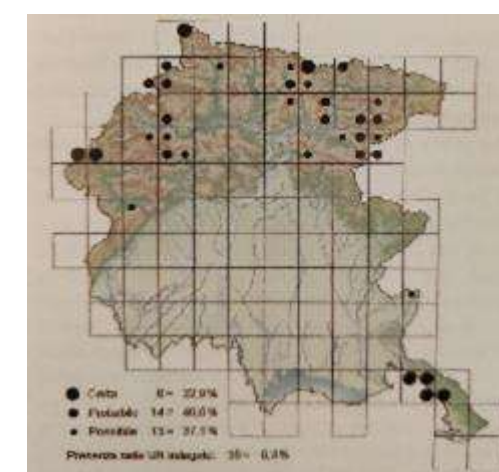 Certa 8 = 22,9%
Probabile 14 = 40,0%
Possibile 13 = 37,1%
Presenza nelle UR indagate: 35 =